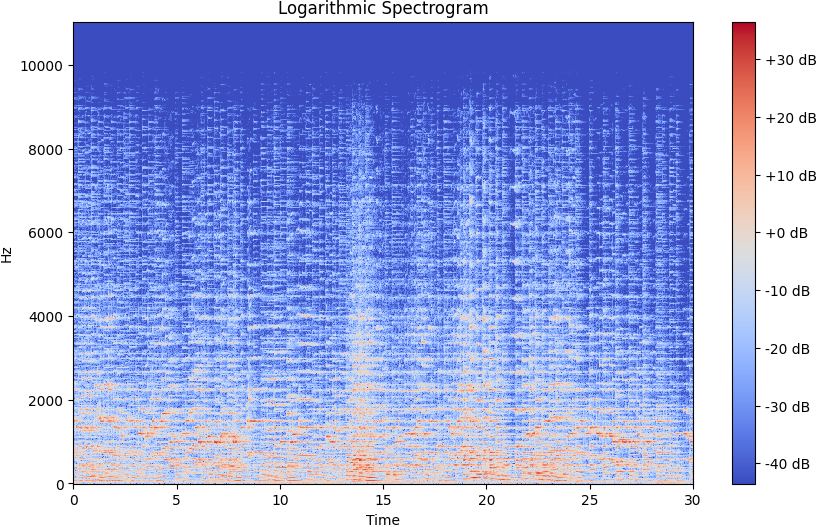 Logarithmic Spectrogram
10000
8000
6000
4000
2000
0
Hz
0 5 10 15 20 25 30
Time
+30 dB
+20 dB
+10 dB
+0 dB
-10 dB
-20 dB
-30 dB
-40 dB